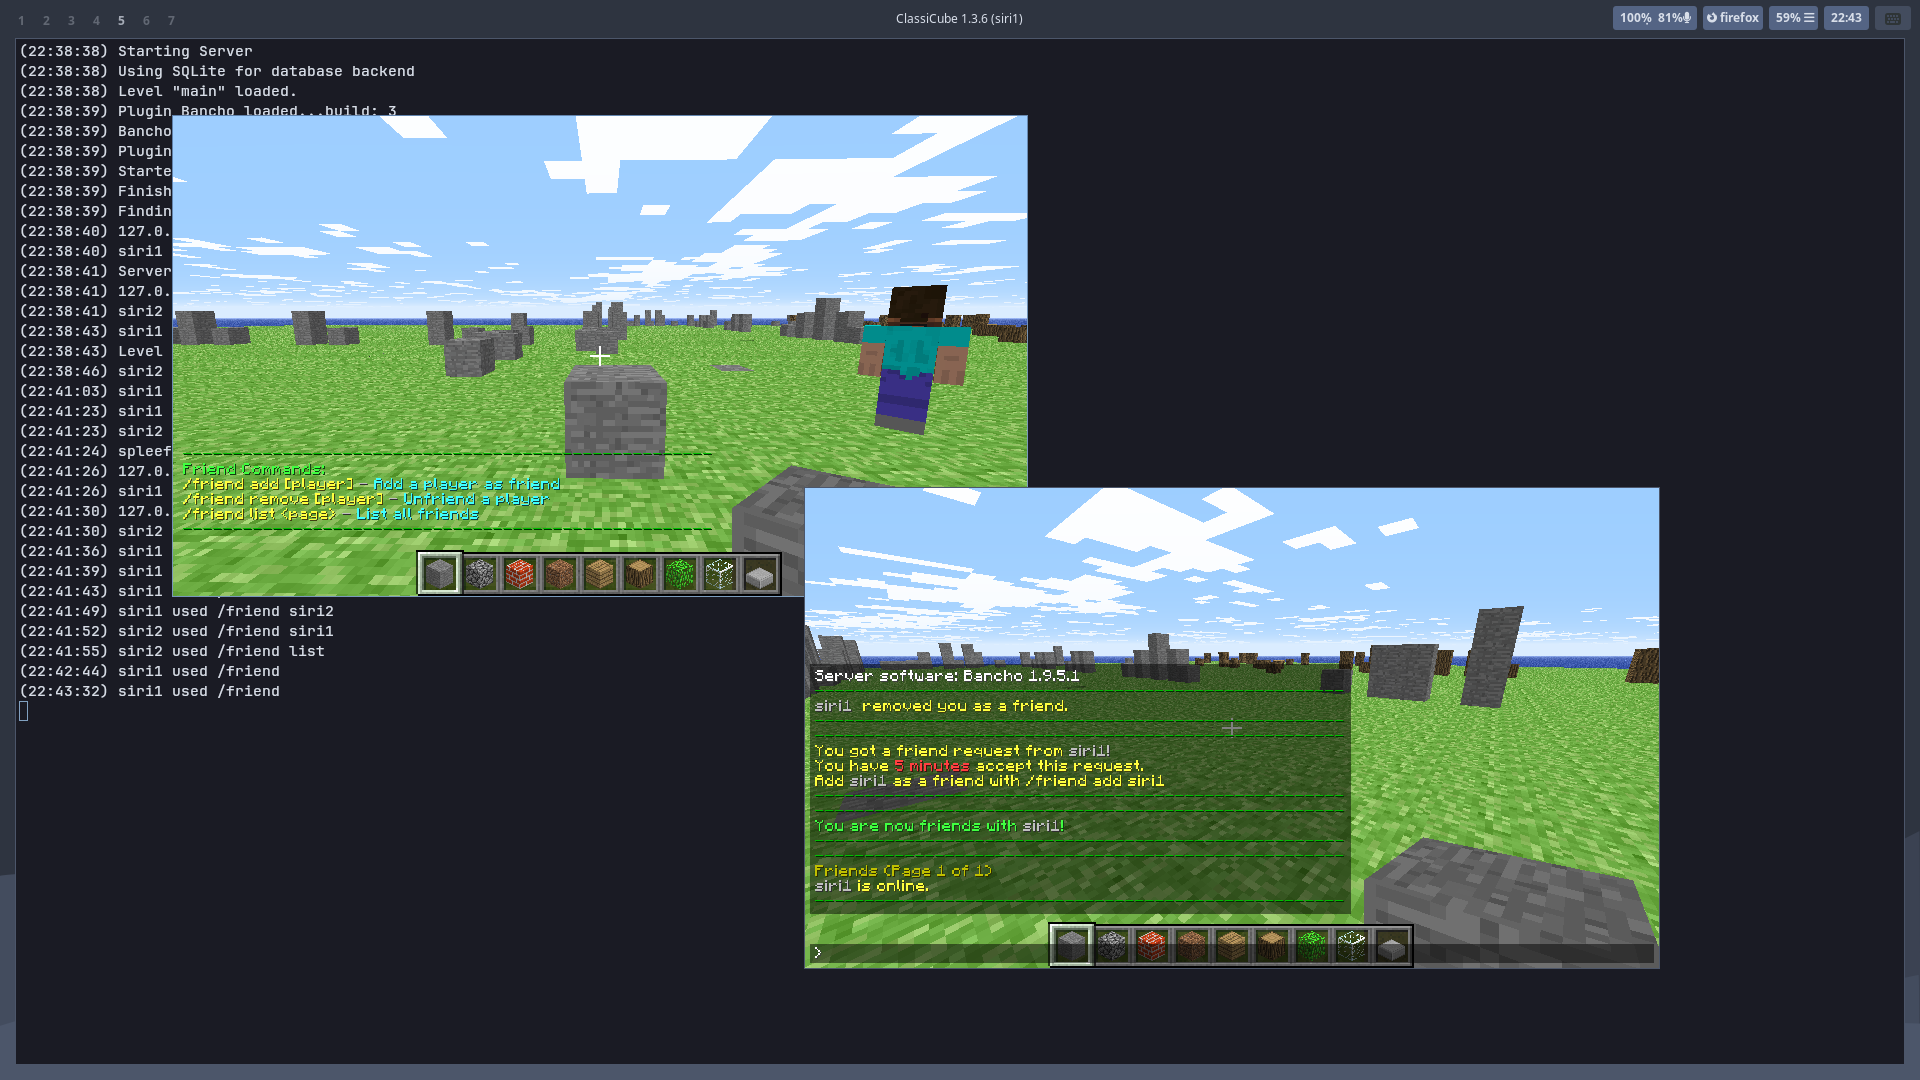 1 2 3 4 5 6 7
ClassiCube 1.3.6 (siri1)
100% 81%
firefox
59%
22:43
(22:38:38) Starting Server
(22:38:38) Using SQLite for database backend
(22:38:38) Level "main" loaded.
(22:38:39) Plugin Bancho loaded...build: 3
(22:38:39) Bancho
(22:38:39) Plugin
(22:38:39) Starte
(22:38:39) Finish
(22:38:39) Findin
(22:38:40) 127.0.
(22:38:40) siri1
(22:38:41) Server
(22:38:41) 127.0.
(22:38:41) siri2
(22:38:43) siri1
(22:38:43) Level
(22:38:46) siri2
(22:41:03) siri1
(22:41:23) siri1
(22:41:23) siri2
(22:41:24) spleef
(22:41:26) 127.0.
(22:41:26) siri1
(22:41:30) 127.0.
(22:41:30) siri2
(22:41:36) siri1
(22:41:39) siri1
(22:41:43) siri1
(22:41:49) siri1 used /friend siri2
(22:41:52) siri2 used /friend siri1
(22:41:55) siri2 used /friend list
(22:42:44) siri1 used /friend
(22:43:32) siri1 used /friend
Friend Commands:
/friend add [player] - Add a player as friend
/friend remove [player] - Unfriend a player
/friend list <page> - List all friends
Server software: Bancho 1.9.5.1
siri1 removed you as a friend.
You got a friend request from siri1!
You have 5 minutes accept this request.
Add siri1 as a friend with /friend add siri1
You are now friends with siri1!
Friends (Page 1 of 1)
siri1 is online.
>